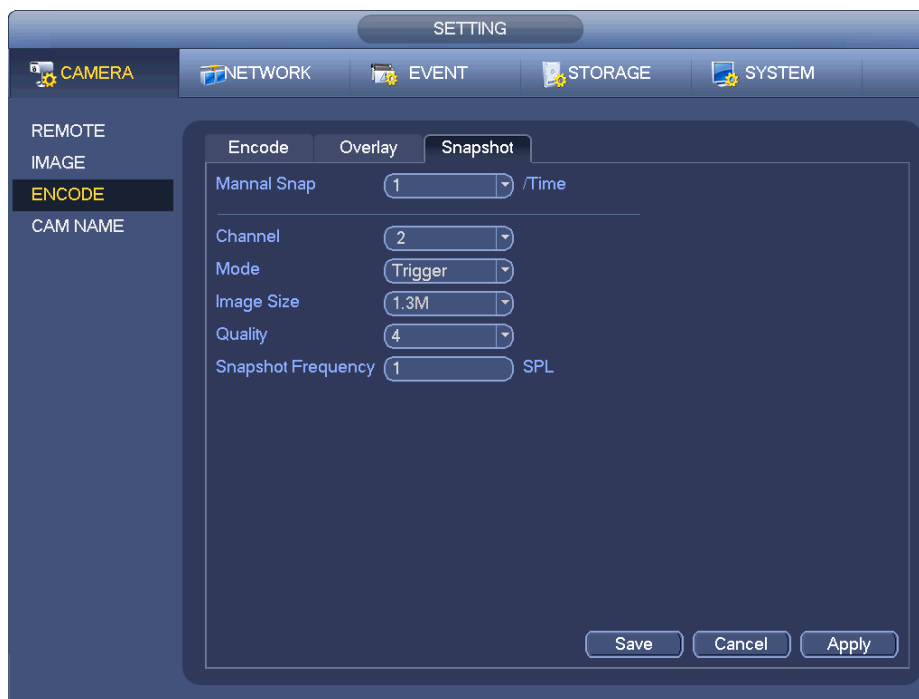 SETTING
CAMERA NETWORK EVENT STORAGE SYSTEM
REMOTE
IMAGE
ENCODE
CAM NAME
Encode Overlay Snapshot
Mannal Snap 1 /Time
Channel 2
Mode Trigger
Image Size 1.3M
Quality 4
Snapshot Frequency 1 SPL
Save Cancel Apply